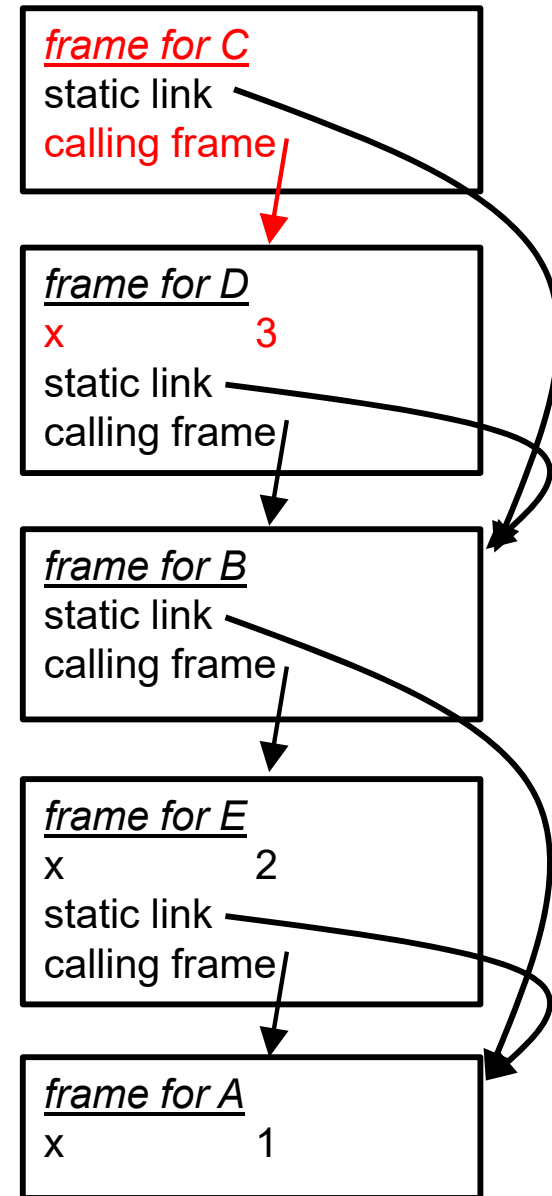 frame for C
static link
calling frame
frame for D
x 3
static link
calling frame
frame for B
static link
calling frame
frame for E
x 2
static link
calling frame
frame for A
x 1